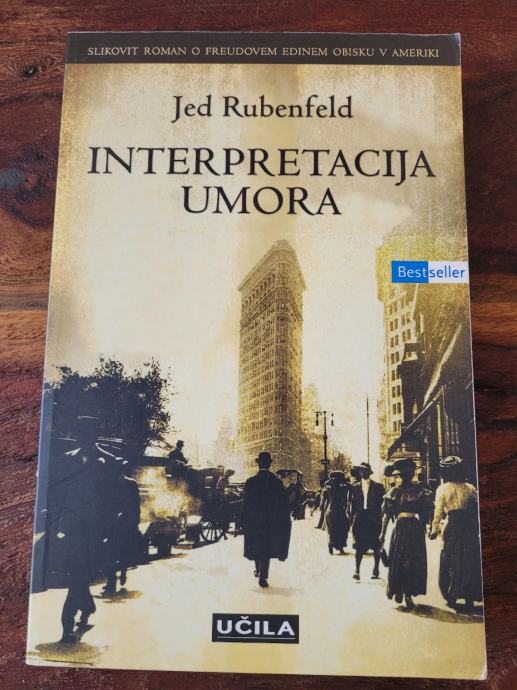 SLIKOVIT ROMAN O FREUDOVEM EDINEM OBISKU V AMERIKI
Jed Rubenfeld
INTERPRETACIJA
UMORA
Bestseller
UČILA